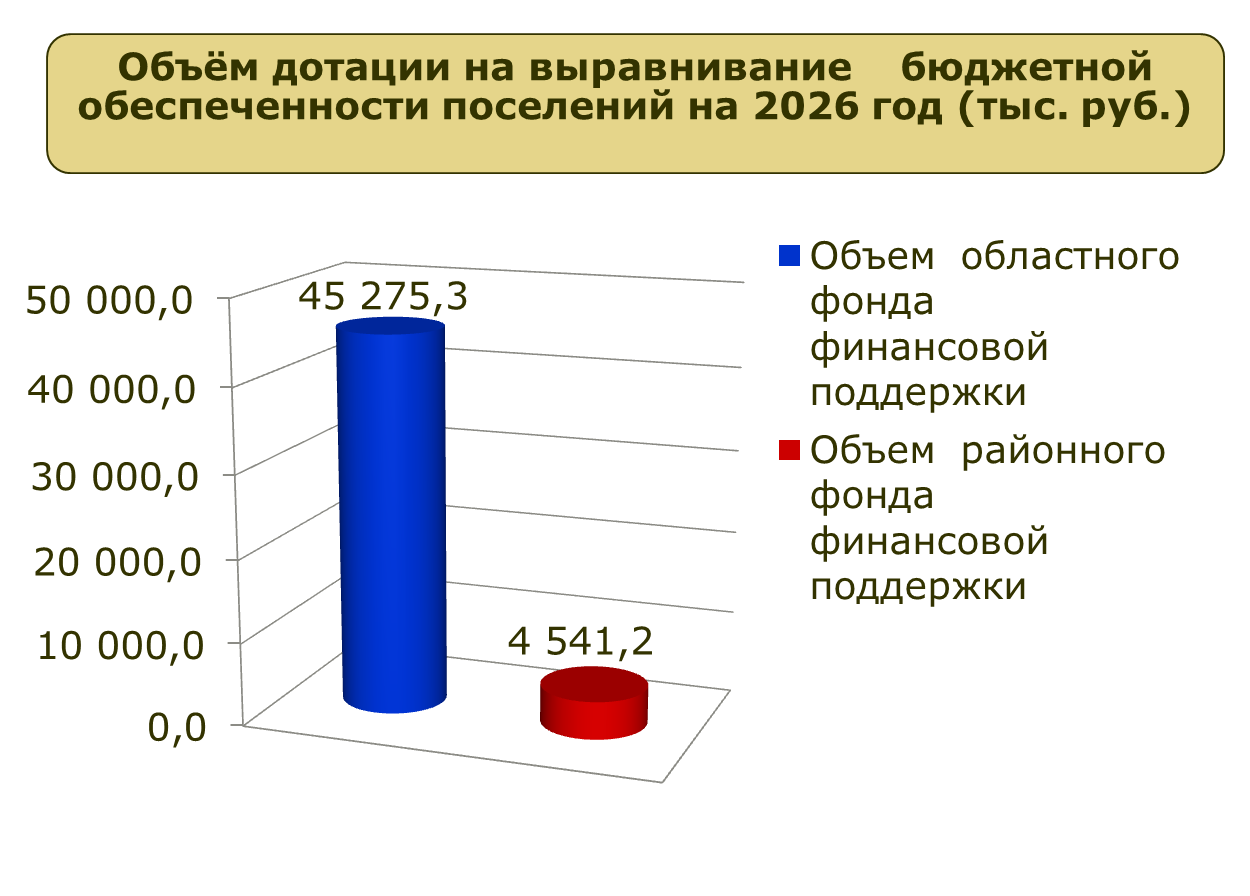 Объём дотации на выравнивание бюджетной
обеспеченности поселений на 2026 год (тыс. руб.)
50 000,0
40 000,0
30 000,0
20 000,0
10 000,0
0,0
45 275,3
4 541,2
Объем областного
фонда
финансовой
поддержки
Объем районного
фонда
финансовой
поддержки